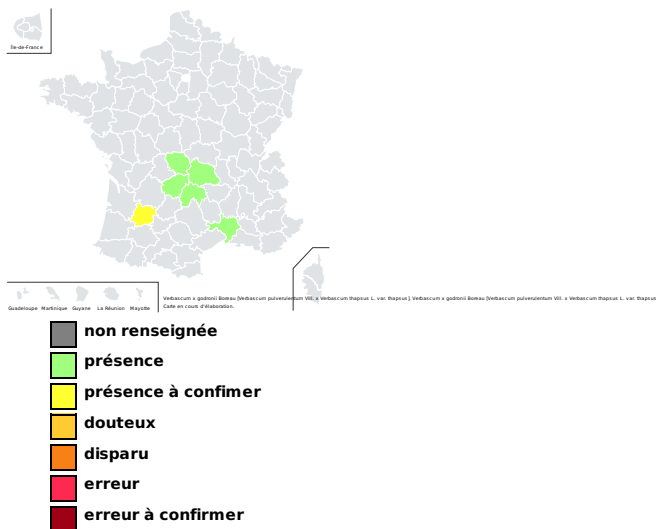 Île-de-France
Guadeloupe Martinique Guyane La Réunion Mayotte
Verbascum x godronii Boreau [Verbascum pulverulentum Vill. x Verbascum thapsus L. var. thapsus], Verbascum x godronii Boreau [Verbascum pulverulentum Vill. x Verbascum thapsus L. var. thapsus
Carte en cours d'élaboration.
non renseignée
présence
présence à confimer
douteux
disparu
erreur
erreur à confirmer